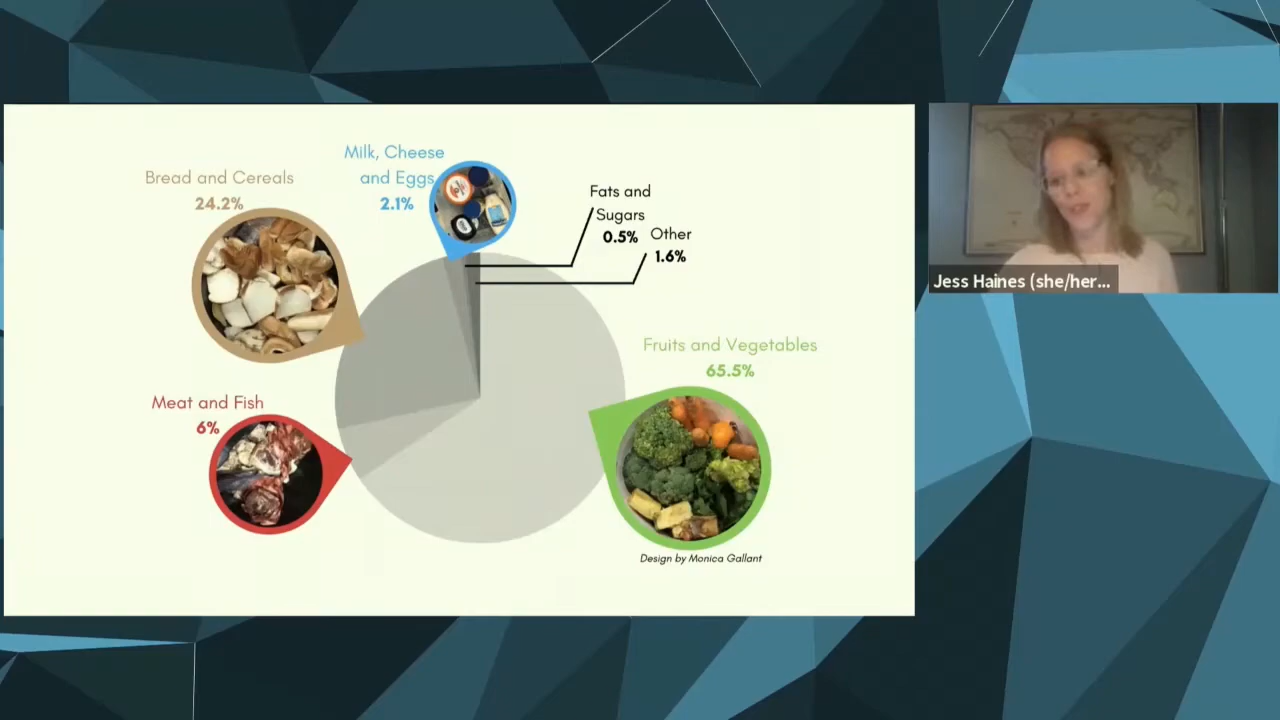 Milk, Cheese
and Eggs
2.1%
Bread and Cereals
24.2%
Fats and
Sugars
0.5%
Other
1.6%
Fruits and Vegetables
65.5%
Meat and Fish
6%
Design by Monica Gallant
Jess Haines (she/her...